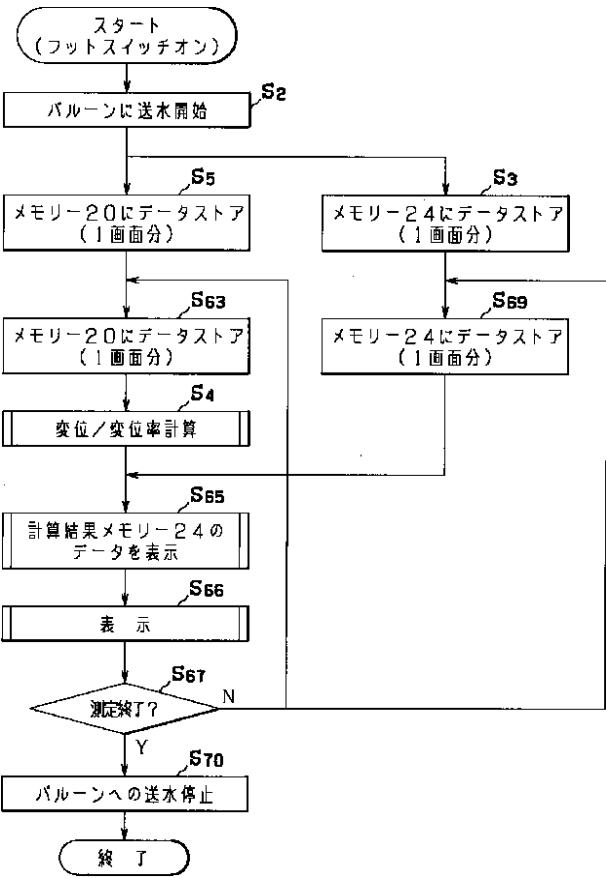 スタート
(フットスイッチオン)
S2
バルーンに送水開始
S5
メモリー20にデータストア
(1画面分)
S3
メモリー24にデータストア
(1画面分)
S63
メモリー20にデータストア
(1画面分)
S69
メモリー24にデータストア
(1画面分)
S4
変位/変位率計算
S65
計算結果メモリー24の
データを表示
S66
表 示
S67
測定終了?
N
Y
S70
バルーンへの送水停止
終 了